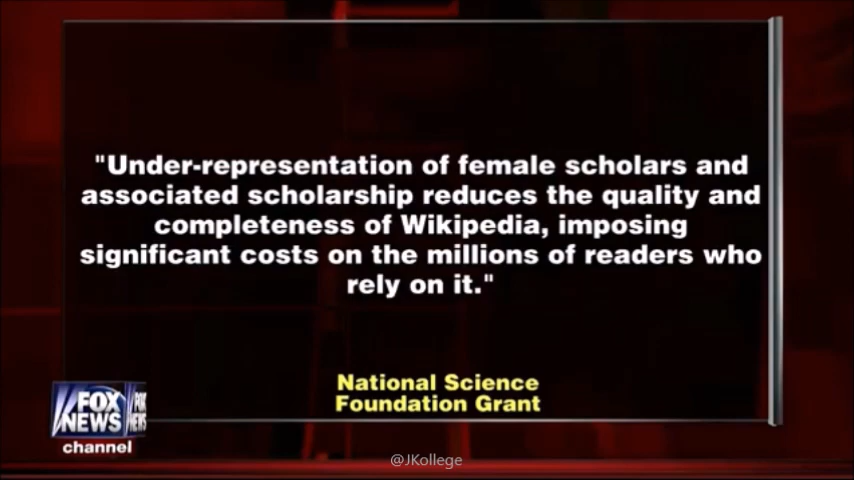 "Under-representation of female scholars and
associated scholarship reduces the quality and
completeness of Wikipedia, imposing
significant costs on the millions of readers who
rely on it."
National Science
Foundation Grant
FOX
NEWS
channel
@JKollege